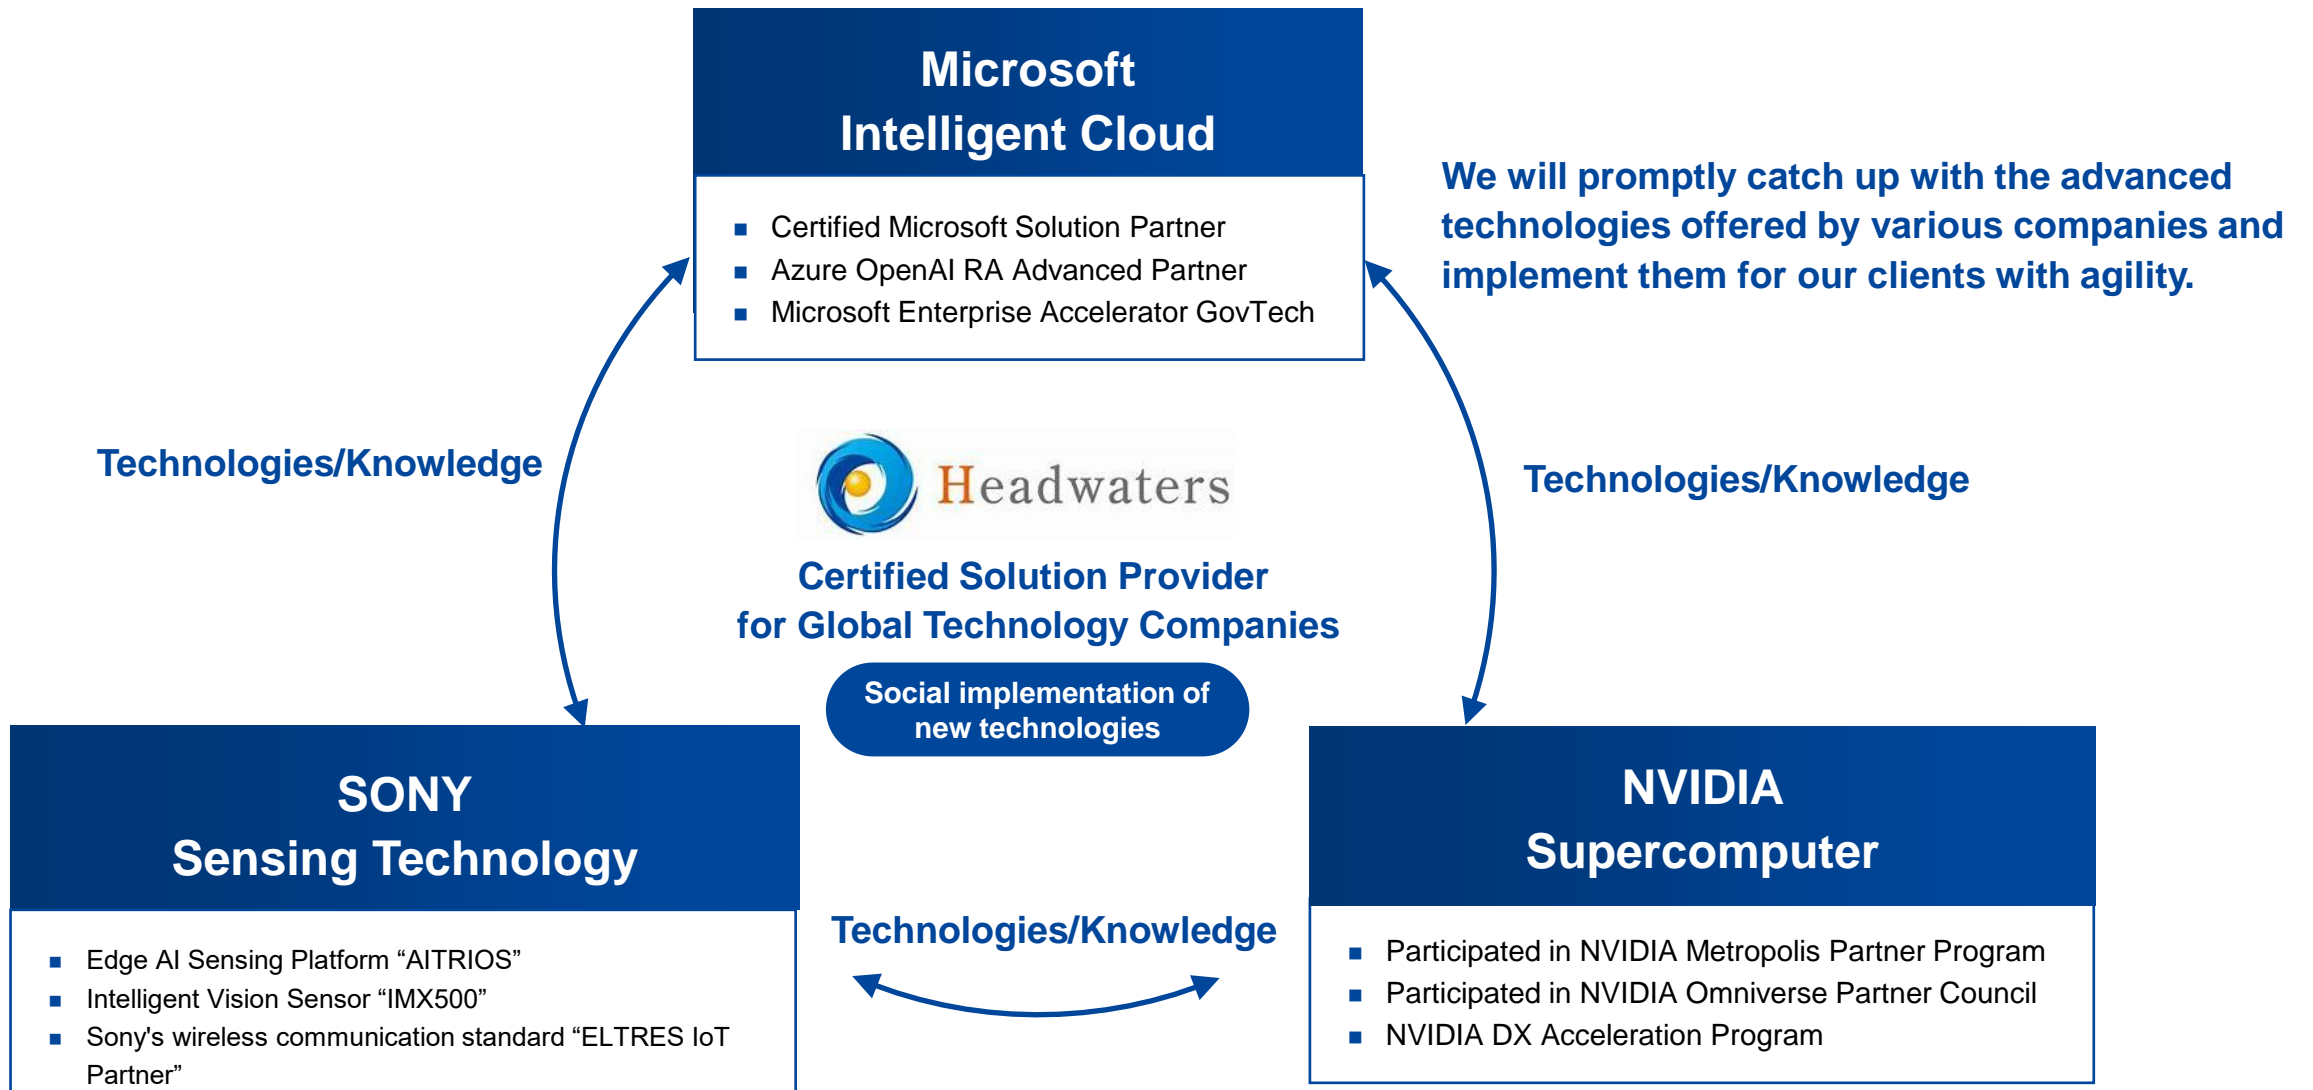 Microsoft
Intelligent Cloud
■ Certified Microsoft Solution Partner
■ Azure OpenAI RA Advanced Partner
■ Microsoft Enterprise Accelerator GovTech
We will promptly catch up with the advanced
technologies offered by various companies and
implement them for our clients with agility.
Technologies/Knowledge
Headwaters
Technologies/Knowledge
Certified Solution Provider
for Global Technology Companies
Social implementation of
new technologies
SONY
Sensing Technology
■ Edge AI Sensing Platform “AITRIOS”
■ Intelligent Vision Sensor “IMX500”
■ Sony's wireless communication standard “ELTRES IoT
Partner”
Technologies/Knowledge
NVIDIA
Supercomputer
■ Participated in NVIDIA Metropolis Partner Program
■ Participated in NVIDIA Omniverse Partner Council
■ NVIDIA DX Acceleration Program